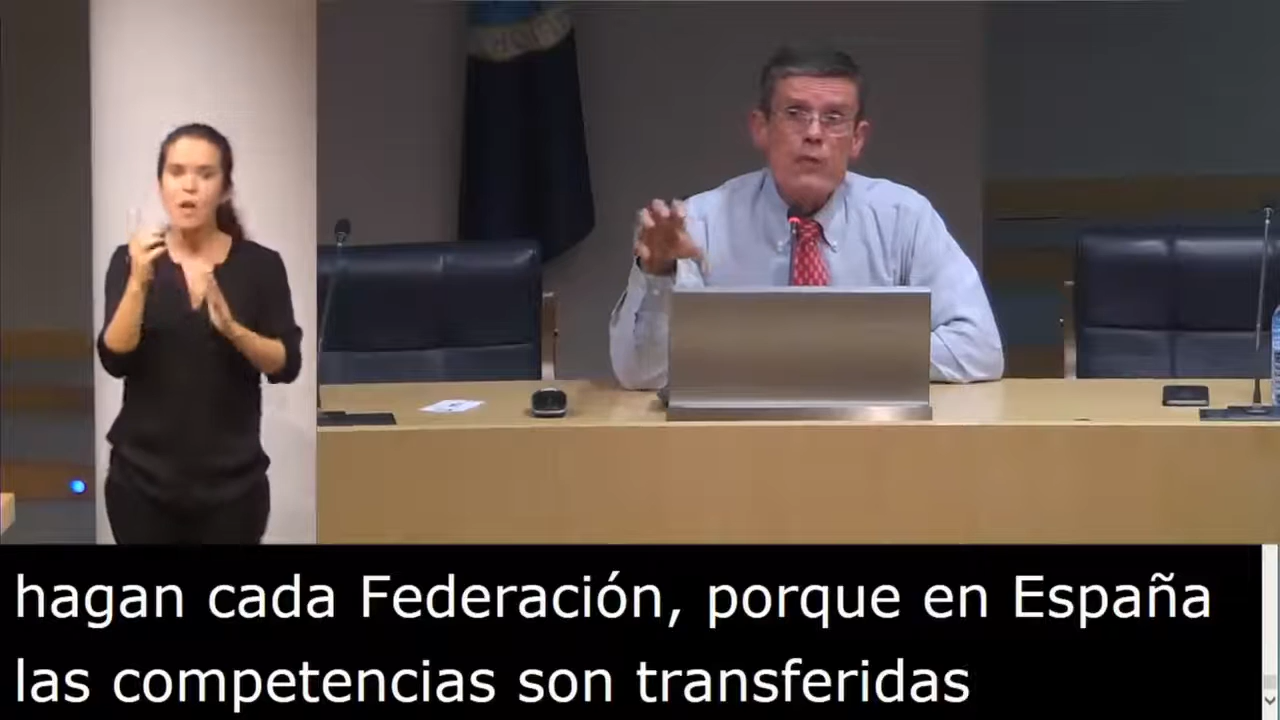 hagan cada Federación, porque en España
las competencias son transferidas